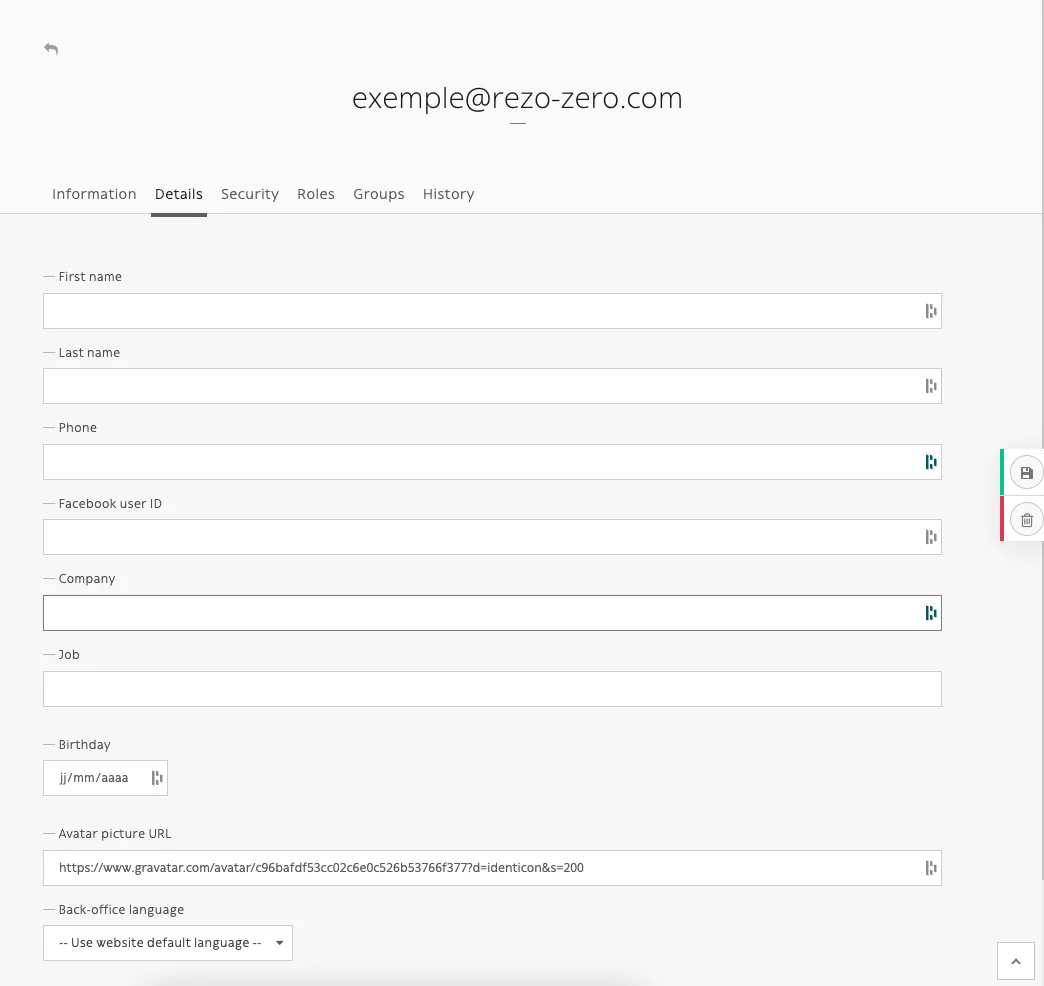 exemple@rezo-zero.com
Information Details Security Roles Groups History
First name
Last name
Phone
Facebook user ID
Company
Job
Birthday
jj/mm/aaaa
Avatar picture URL
https://www.gravatar.com/avatar/c96bafdf53cc02c6e0c526b53766f377?d=identicon&s=200
Back-office language
-- Use website default language --